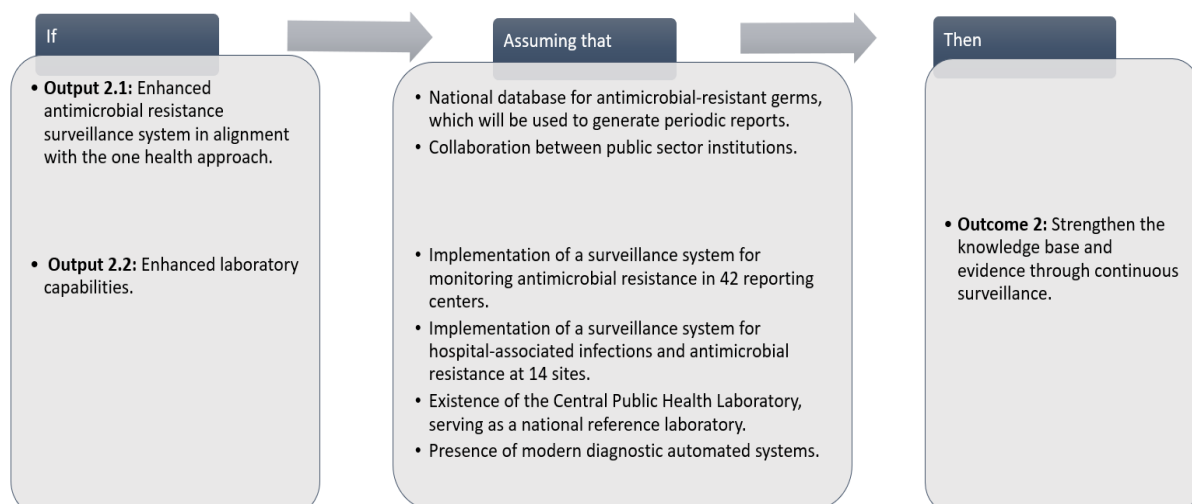 If
• Output 2.1: Enhanced
antimicrobial resistance
surveillance system in alignment
with the one health approach.
• Output 2.2: Enhanced laboratory
capabilities.
Assuming that
• National database for antimicrobial-resistant germs,
which will be used to generate periodic reports.
• Collaboration between public sector institutions.
• Implementation of a surveillance system for
monitoring antimicrobial resistance in 42 reporting
centers.
• Implementation of a surveillance system for
hospital-associated infections and antimicrobial
resistance at 14 sites.
• Existence of the Central Public Health Laboratory,
serving as a national reference laboratory.
• Presence of modern diagnostic automated systems.
Then
• Outcome 2: Strengthen the
knowledge base and
evidence through continuous
surveillance.